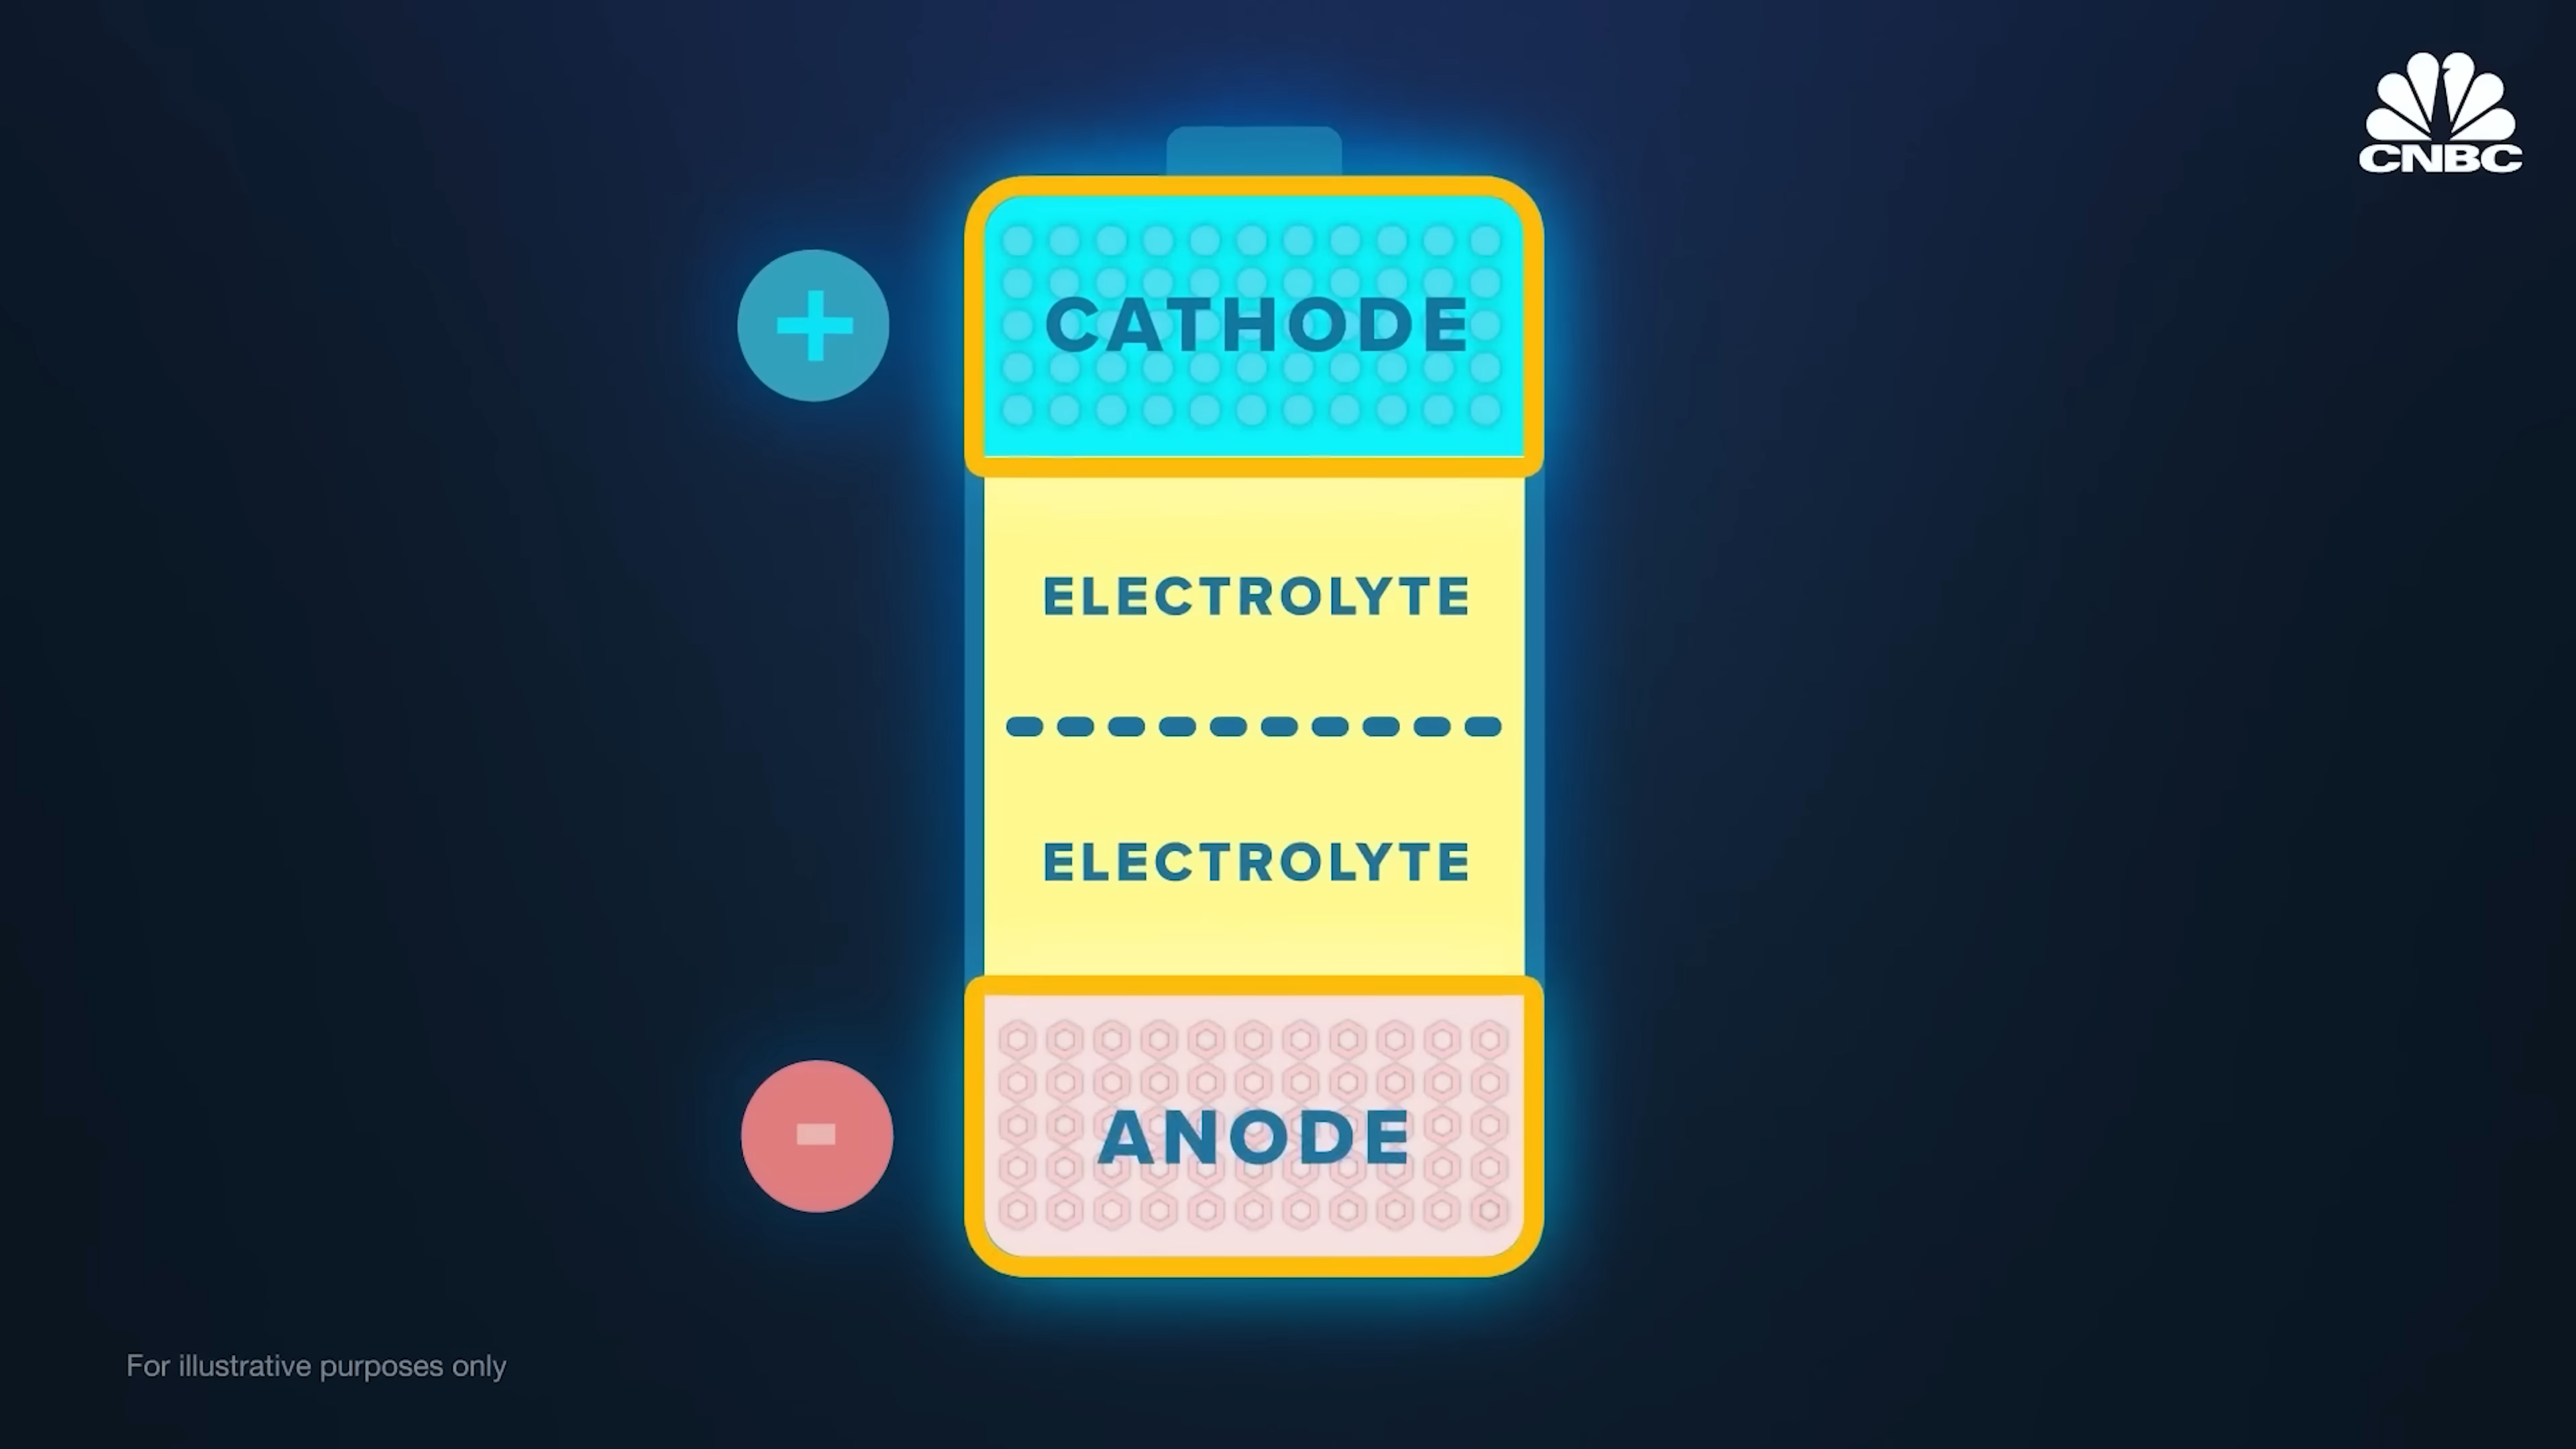 CNBC
+
CATHODE
ELECTROLYTE
ELECTROLYTE
-
ANODE
For illustrative purposes only